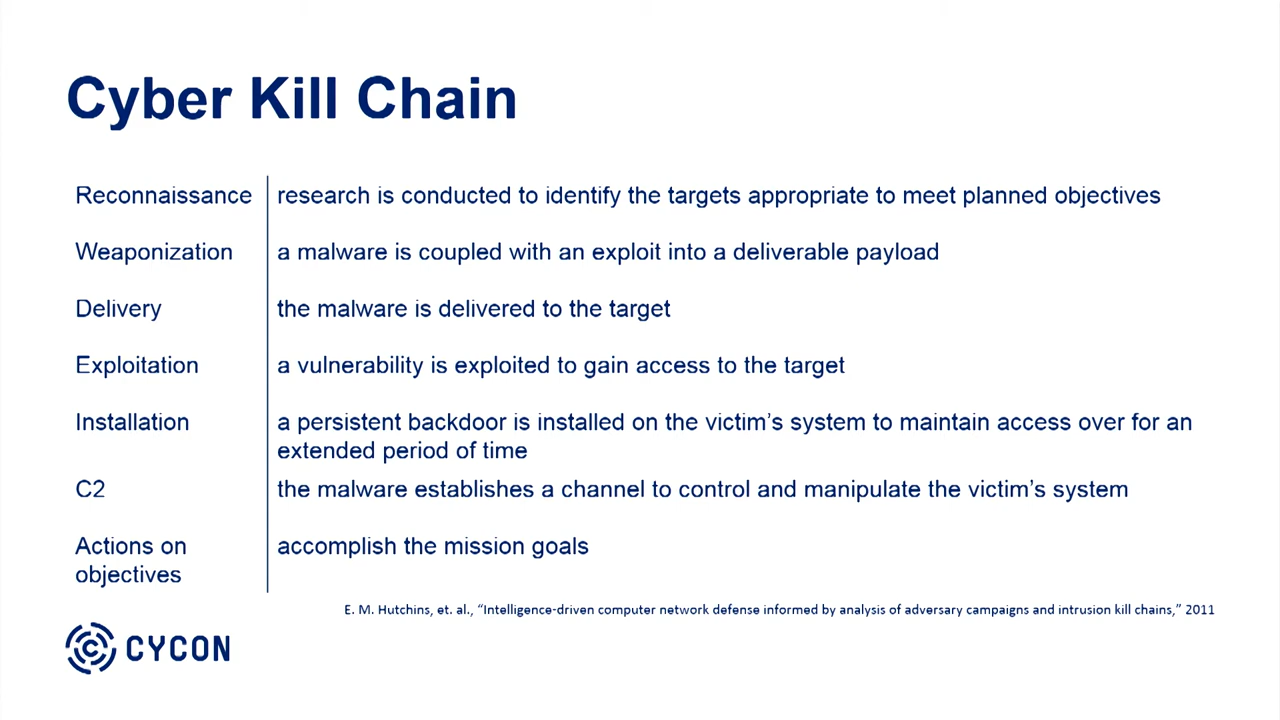 Cyber Kill Chain
Reconnaissance research is conducted to identify the targets appropriate to meet planned objectives
Weaponization a malware is coupled with an exploit into a deliverable payload
Delivery the malware is delivered to the target
Exploitation a vulnerability is exploited to gain access to the target
Installation a persistent backdoor is installed on the victim’s system to maintain access over for an
extended period of time
C2 the malware establishes a channel to control and manipulate the victim’s system
Actions on accomplish the mission goals
objectives
E. M. Hutchins, et. al., “Intelligence-driven computer network defense informed by analysis of adversary campaigns and intrusion kill chains,” 2011
CYCON